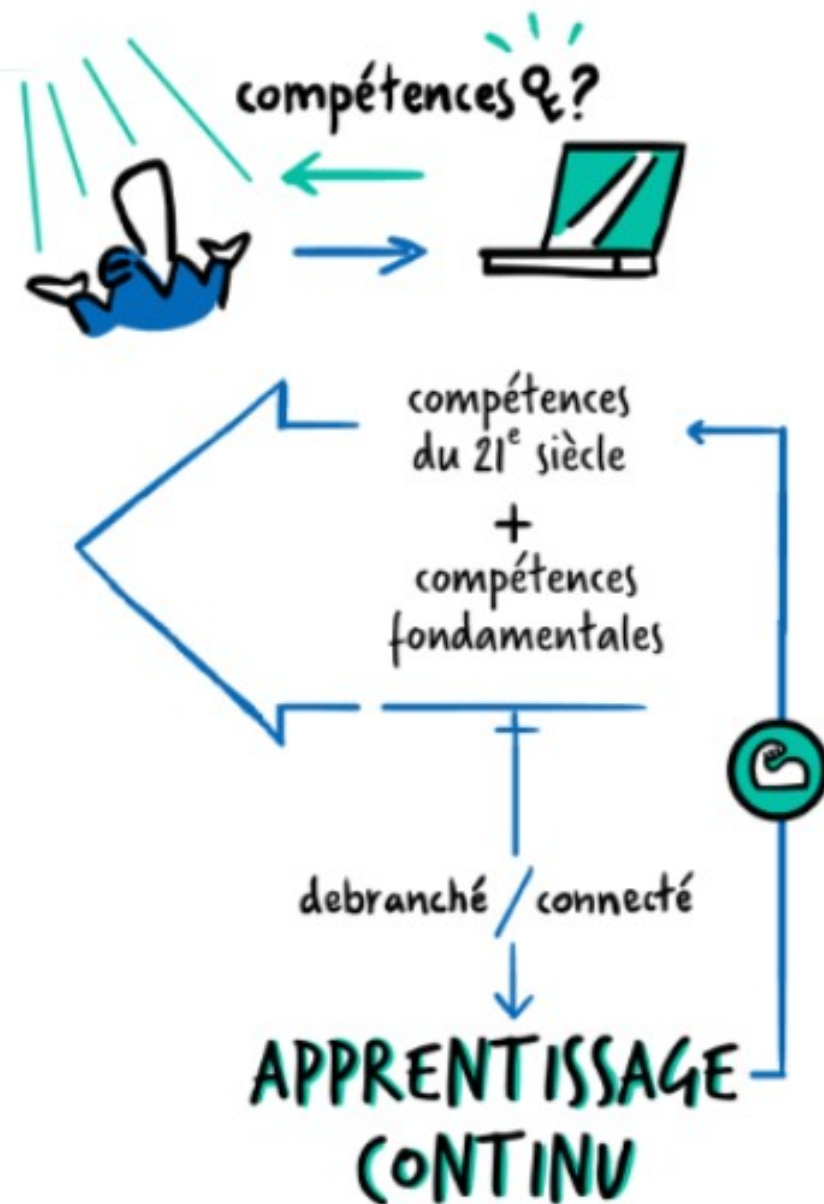 compétences ?
compétences
du 21e siècle
+
compétences
fondamentales
debranché / connecté
APPRENTISSAGE
CONTINU